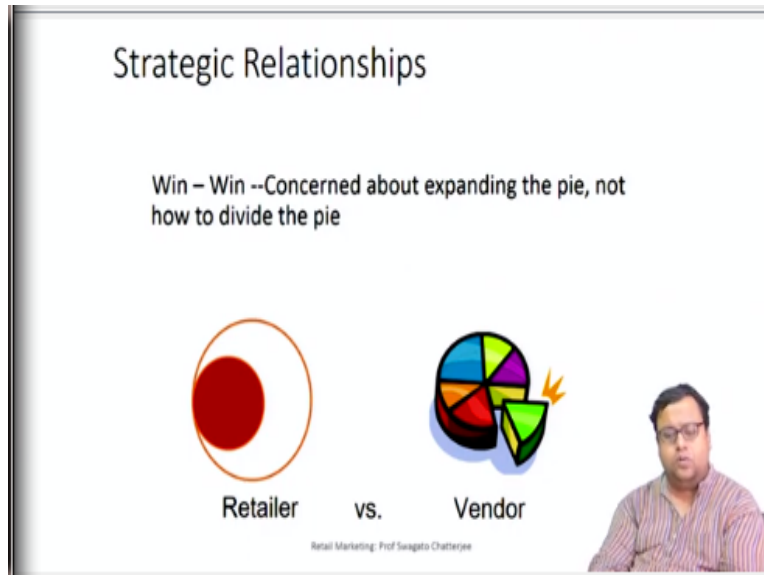 Strategic Relationships
Win – Win --Concerned about expanding the pie, not
how to divide the pie
Retailer vs. Vendor
Retail Marketing: Prof Swagato Chatterjee